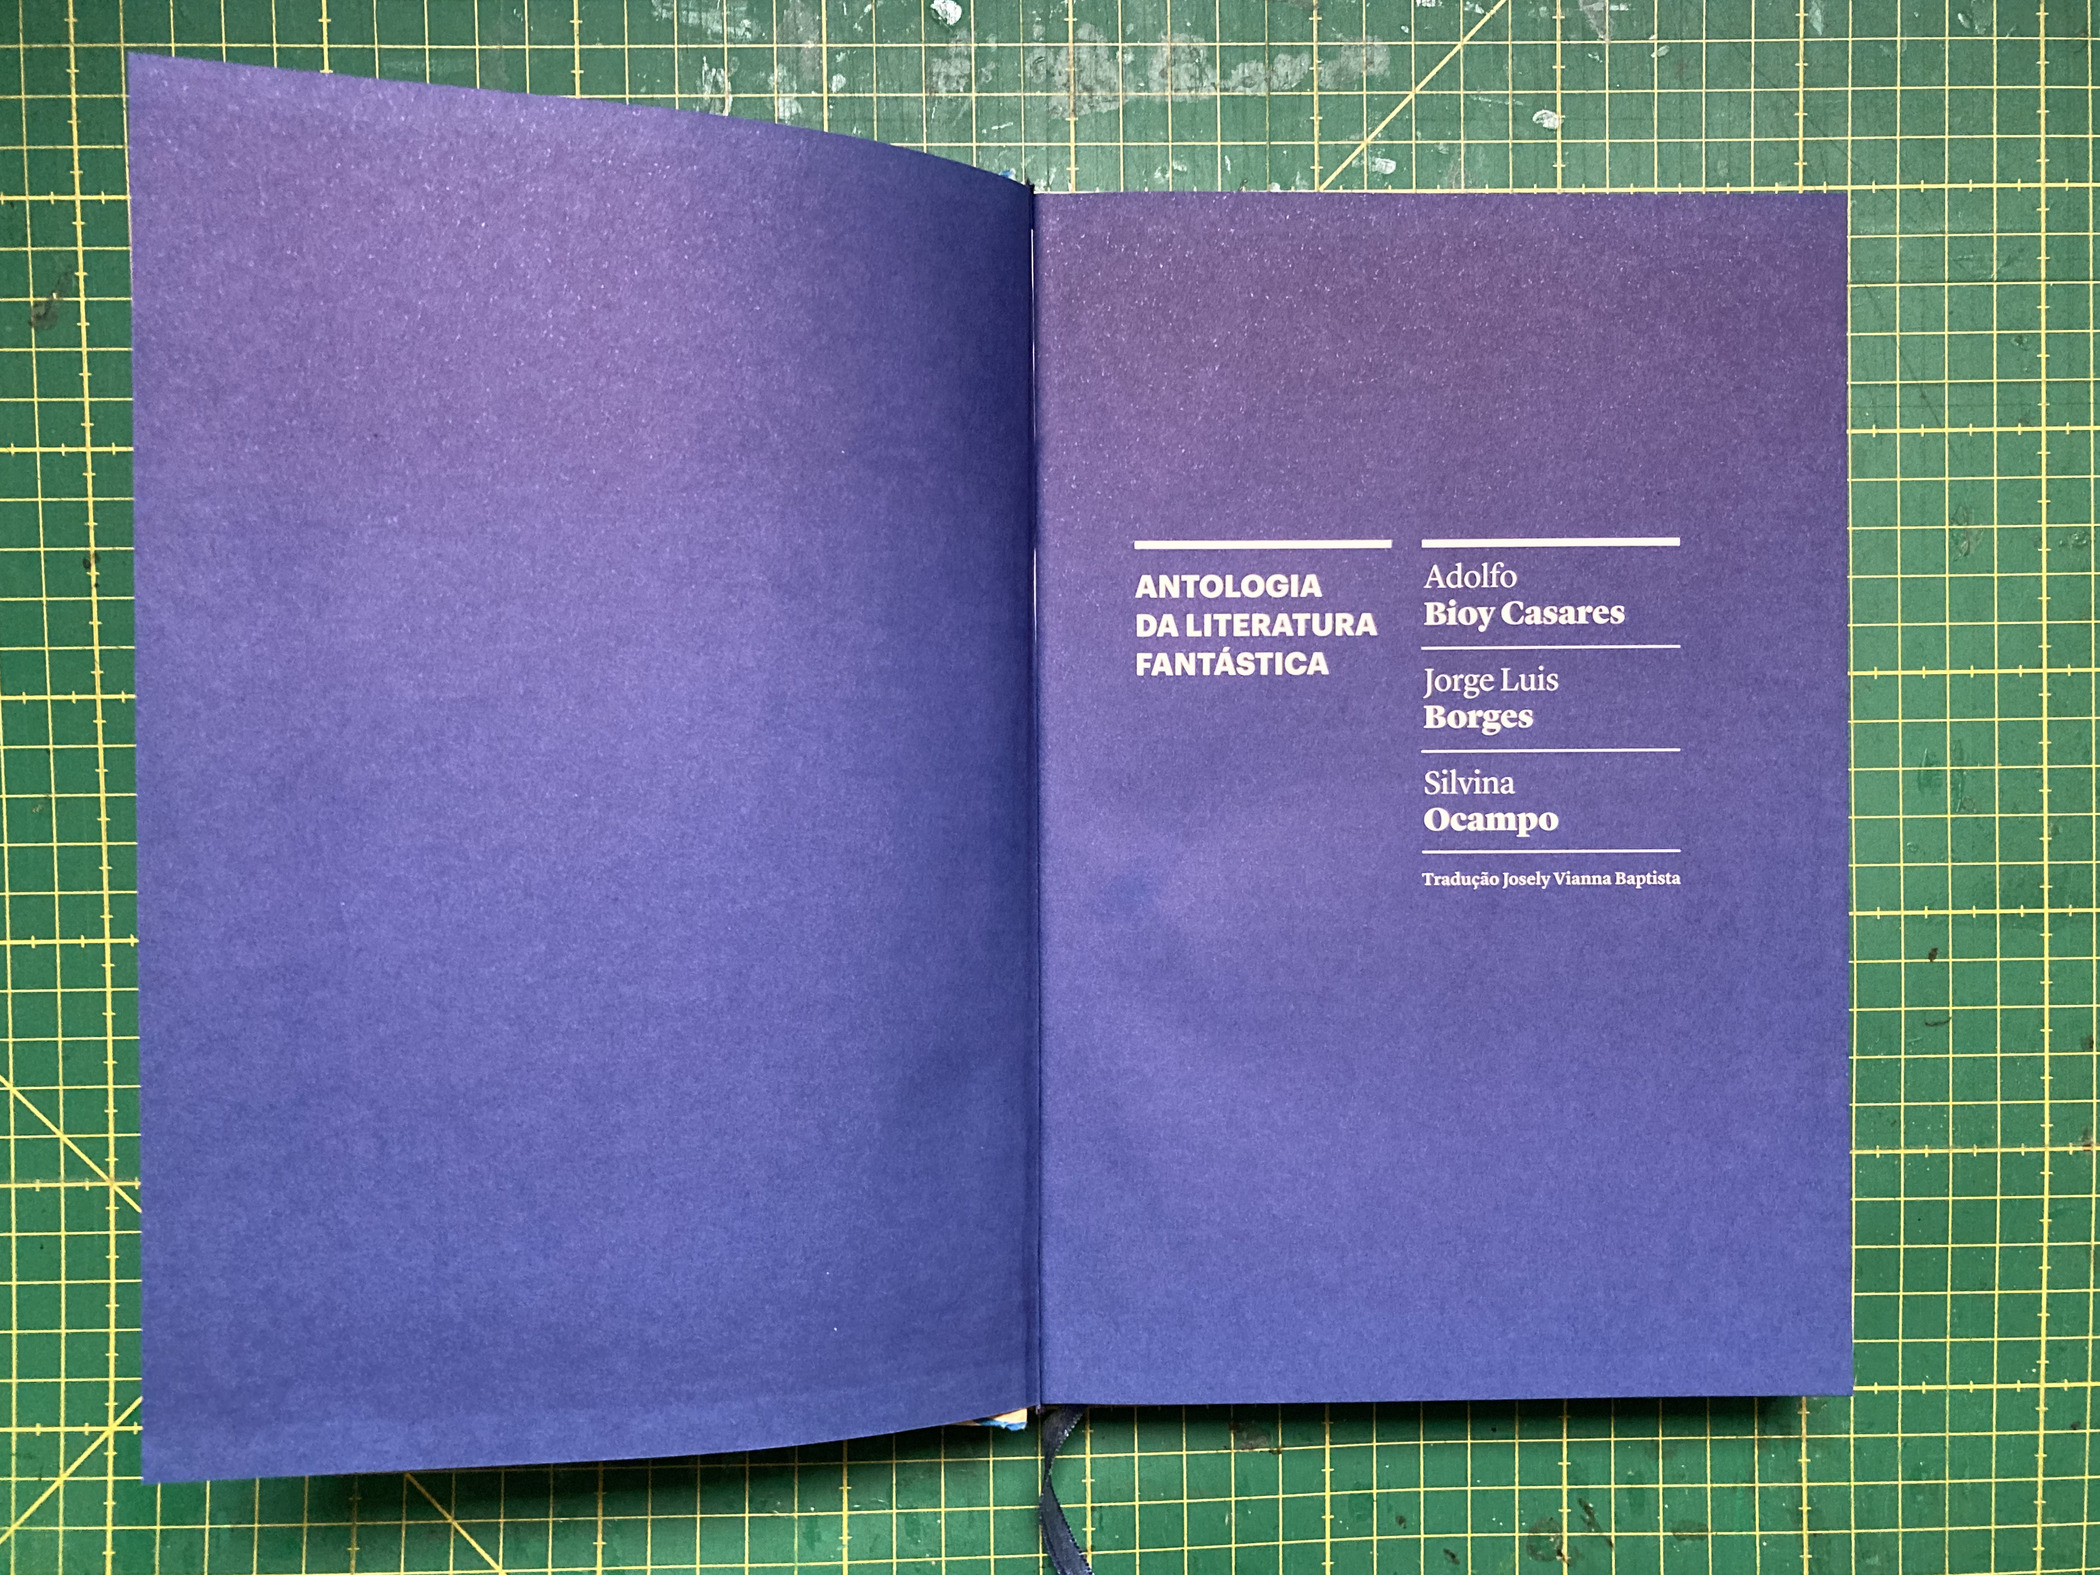 ANTOLOGIA
DA LITERATURA
FANTÁSTICA
Adolfo
Bioy Casares
Jorge Luis
Borges
Silvina
Ocampo
Tradução Josely Vianna Baptista